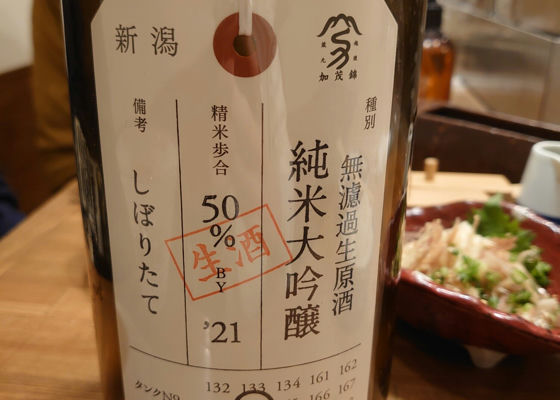 新潟
加茂錦
種別
無濾過生原酒
純米大吟醸
精米歩合
50
%
BY
'21
生酒
備考
しぼりたて
タンクNo.
132 133 134 161 162
166 167